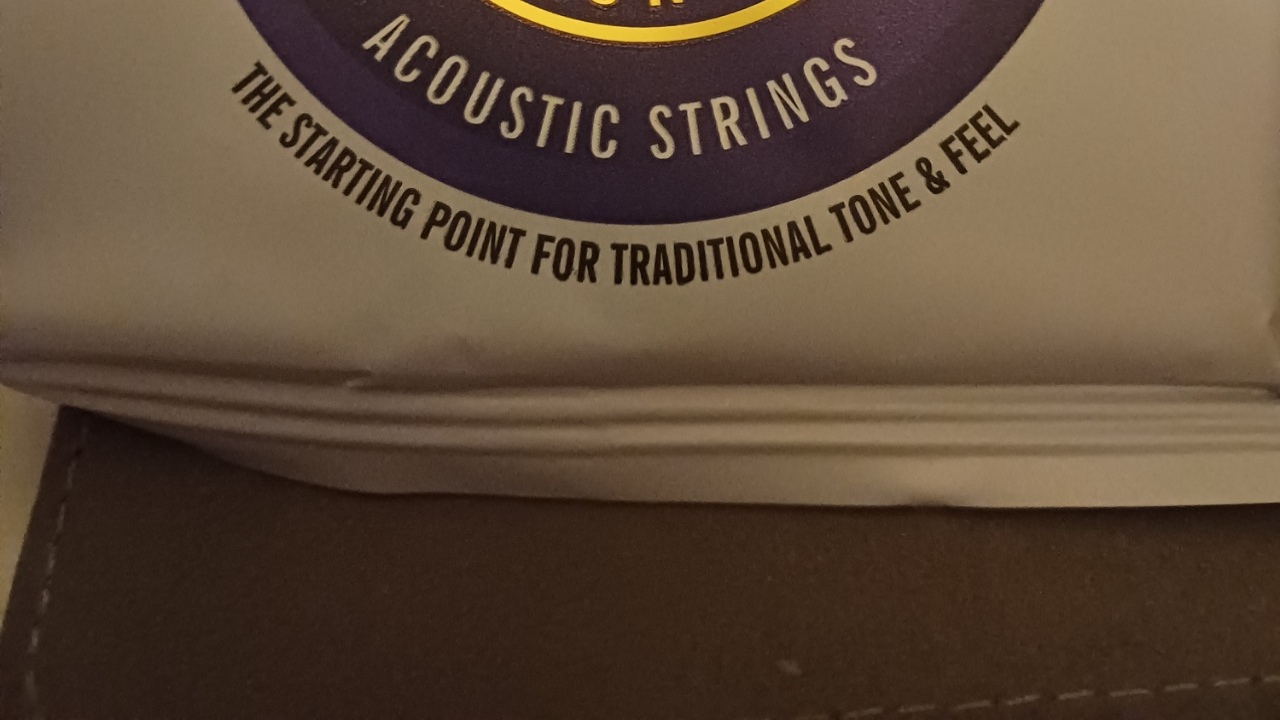 ACOUSTIC STRINGS
THE STARTING POINT FOR TRADITIONAL TONE & FEEL